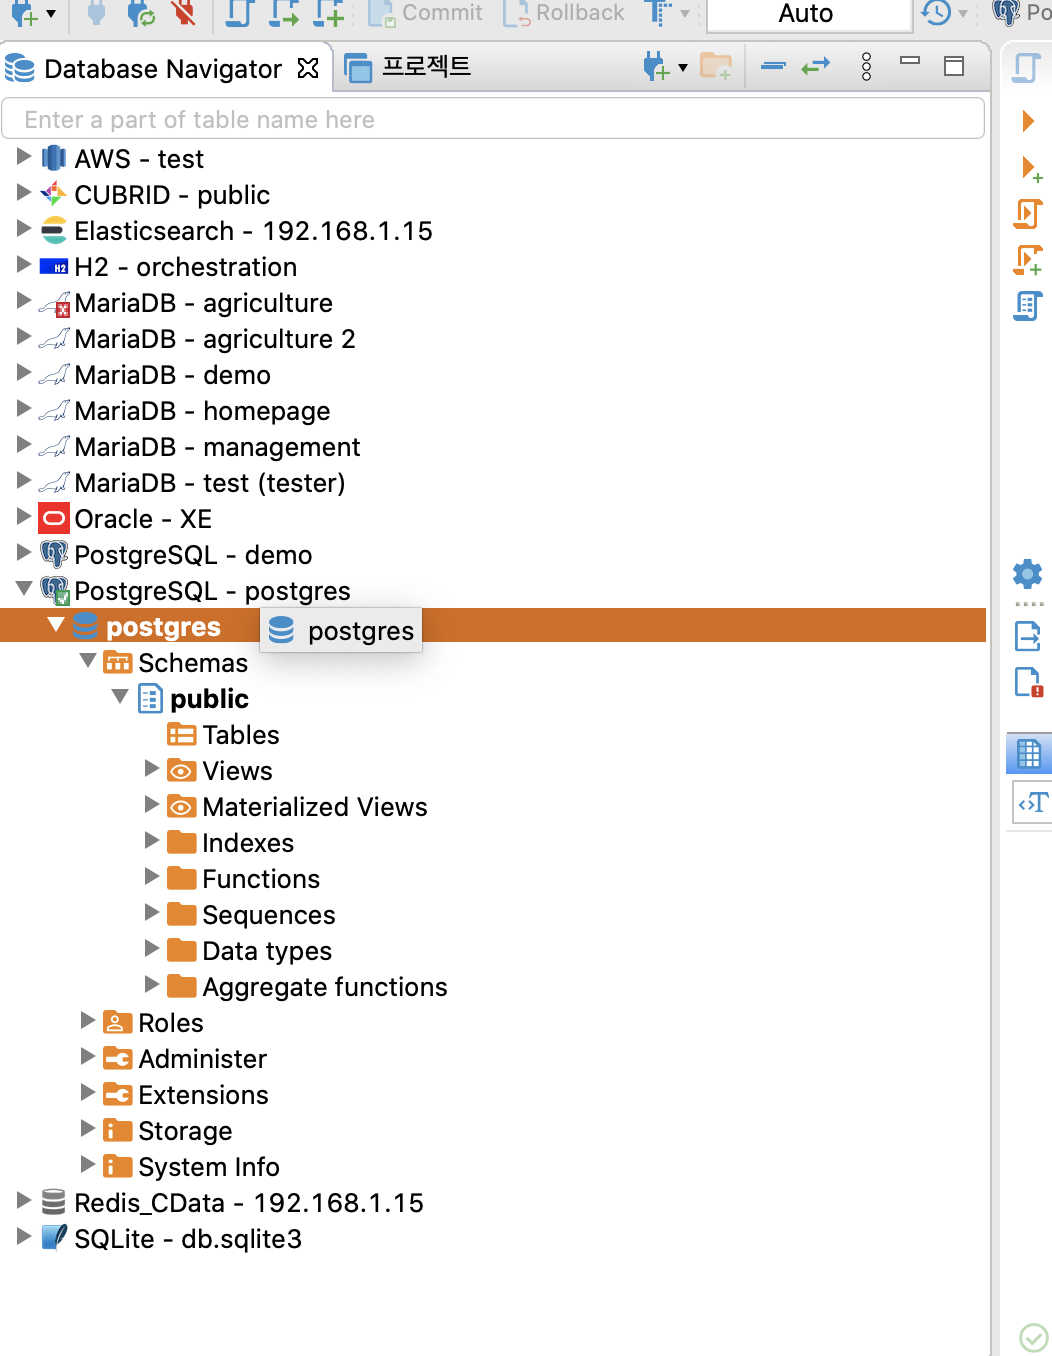 Commit Rollback Auto Po
Database Navigator 프로젝트
Enter a part of table name here
AWS - test
CUBRID - public
Elasticsearch - 192.168.1.15
H2 - orchestration
MariaDB - agriculture
MariaDB - agriculture 2
MariaDB - demo
MariaDB - homepage
MariaDB - management
MariaDB - test (tester)
Oracle - XE
PostgreSQL - demo
PostgreSQL - postgres
postgres postgres
Schemas
public
Tables
Views
Materialized Views
Indexes
Functions
Sequences
Data types
Aggregate functions
Roles
Administer
Extensions
Storage
System Info
Redis_CData - 192.168.1.15
SQLite - db.sqlite3